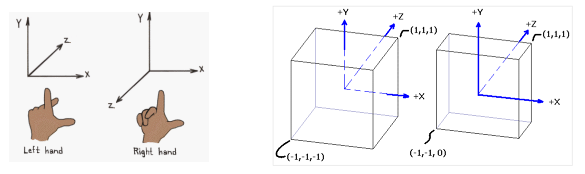 Y
Z
X
Left hand
Y
X
Z
Right hand
+Y
+Z
(1,1,1)
+X
(-1,-1,-1)
+Y
+Z
(1,1,1)
+X
(-1,-1,0)